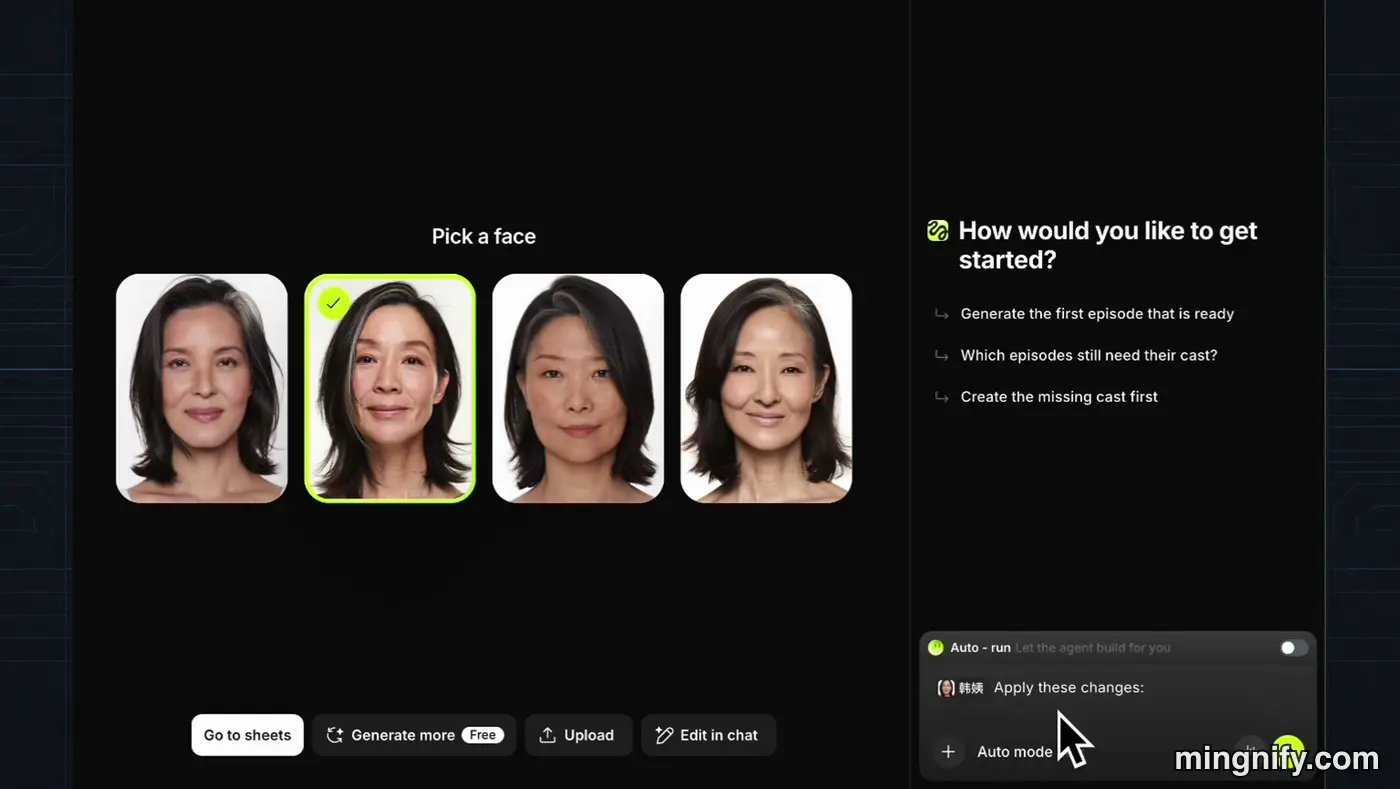 Pick a face
How would you like to get
started?
Generate the first episode that is ready
Which episodes still need their cast?
Create the missing cast first
Auto - run Let the agent build for you
韩姨 Apply these changes:
Go to sheets
Generate more Free
Upload
Edit in chat
Auto mode
mingnify.com